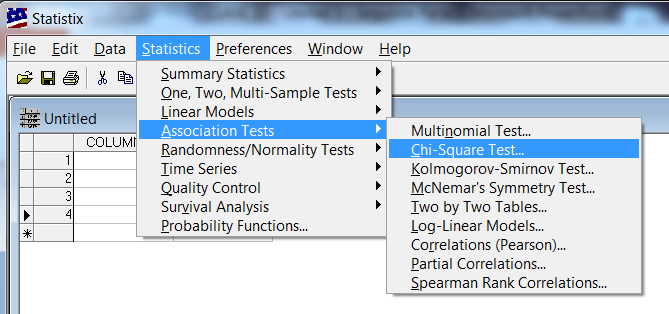 Statistix
File Edit Data Statistics Preferences Window Help
Summary Statistics
One, Two, Multi-Sample Tests
Linear Models
Association Tests
Randomness/Normality Tests
Time Series
Quality Control
Survival Analysis
Probability Functions...
Multinomial Test...
Chi-Square Test...
Kolmogorov-Smirnov Test...
McNemar's Symmetry Test...
Two by Two Tables...
Log-Linear Models...
Correlations (Pearson)...
Partial Correlations...
Spearman Rank Correlations...
Untitled
COLUMN
1
2
3
4